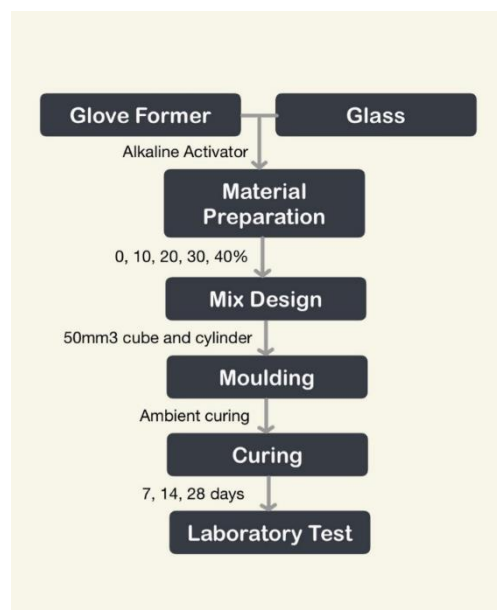 Glove Former
Glass
Alkaline Activator
Material
Preparation
0, 10, 20, 30, 40%
Mix Design
50mm3 cube and cylinder
Moulding
Ambient curing
Curing
7, 14, 28 days
Laboratory Test